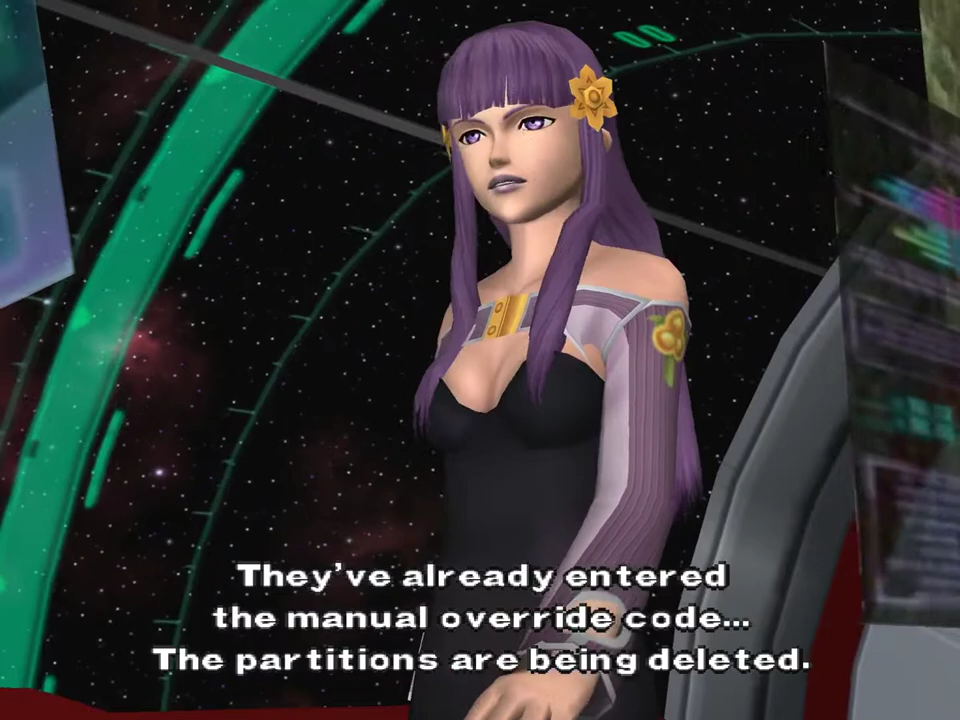 They've already entered
the manual override code...
The partitions are being deleted.